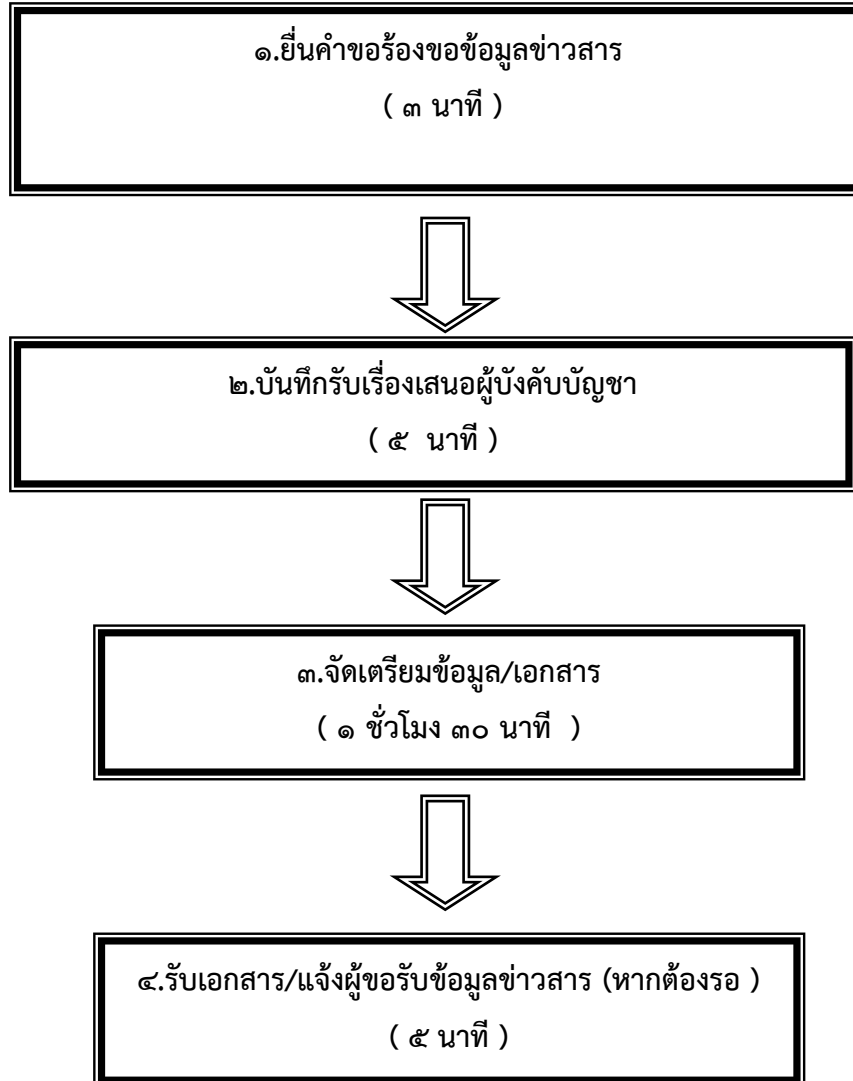 ๑.ยื่นคำขอร้องขอข้อมูลข่าวสาร
( ๓ นาที )
๒.บันทึกรับเรื่องเสนอผู้บังคับบัญชา
( ๕ นาที )
๓.จัดเตรียมข้อมูล/เอกสาร
( ๑ ชั่วโมง ๓๐ นาที )
๔.รับเอกสาร/แจ้งผู้ขอรับข้อมูลข่าวสาร (หากต้องรอ )
( ๕ นาที )